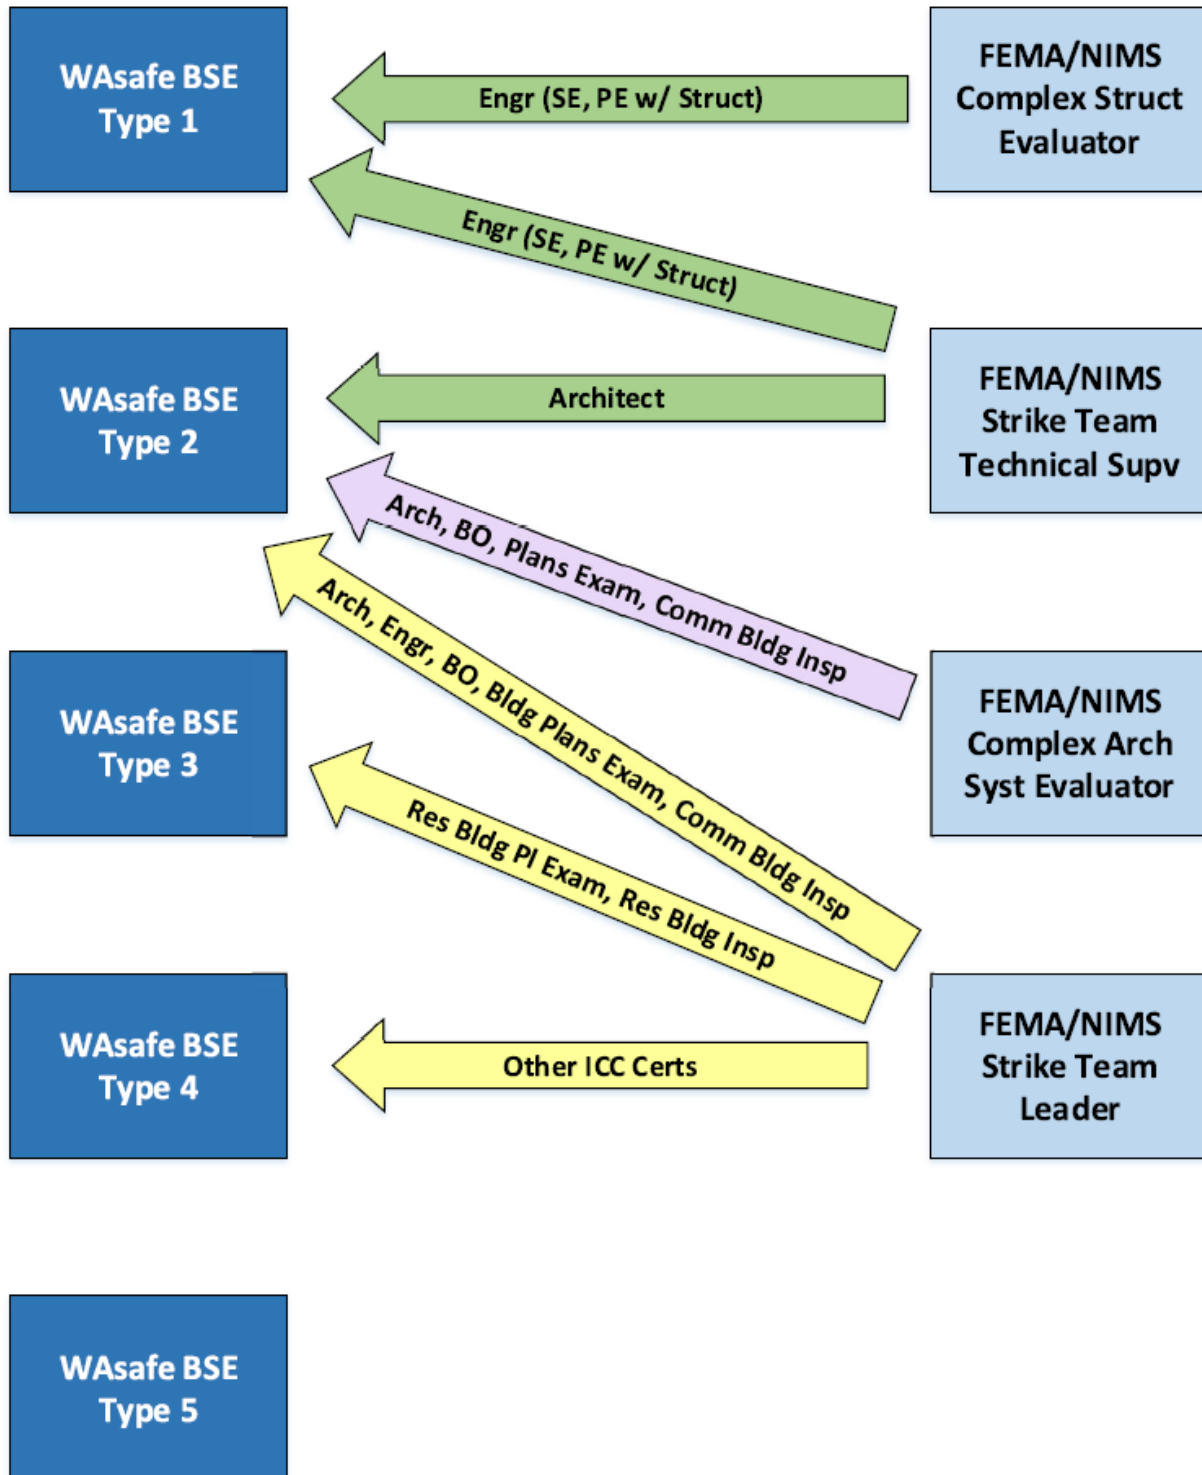 WAsafe BSE
Type 1
Engr (SE, PE w/ Struct)
FEMA/NIMS
Complex Struct
Evaluator
Engr (SE, PE w/ Struct)
WAsafe BSE
Type 2
Architect
FEMA/NIMS
Strike Team
Technical Supv
Arch, BO, Plans Exam, Comm Bldg Insp
Arch, Engr, BO, Bldg Plans Exam, Comm Bldg Insp
WAsafe BSE
Type 3
FEMA/NIMS
Complex Arch
Syst Evaluator
Res Bldg Pl Exam, Res Bldg Insp
WAsafe BSE
Type 4
Other ICC Certs
FEMA/NIMS
Strike Team
Leader
WAsafe BSE
Type 5